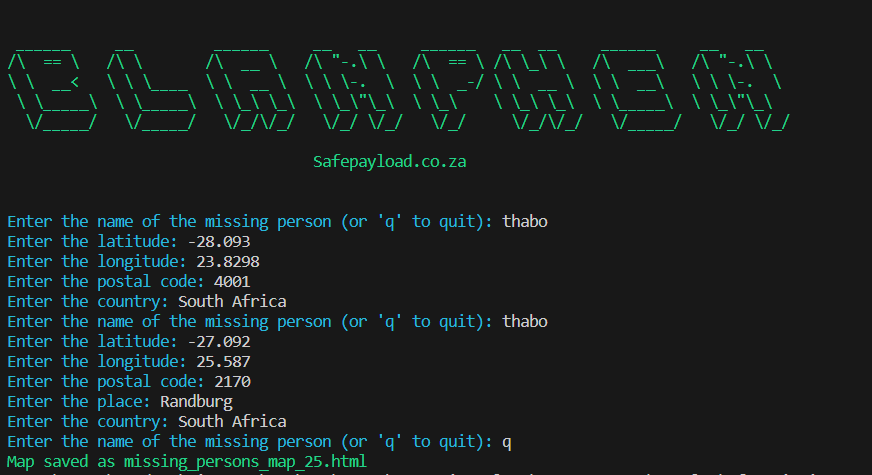 BLANPHEN
Safepayload.co.za
Enter the name of the missing person (or 'q' to quit): thabo
Enter the latitude: -28.093
Enter the longitude: 23.8298
Enter the postal code: 4001
Enter the country: South Africa
Enter the name of the missing person (or 'q' to quit): thabo
Enter the latitude: -27.092
Enter the longitude: 25.587
Enter the postal code: 2170
Enter the place: Randburg
Enter the country: South Africa
Enter the name of the missing person (or 'q' to quit): q
Map saved as missing_persons_map_25.html